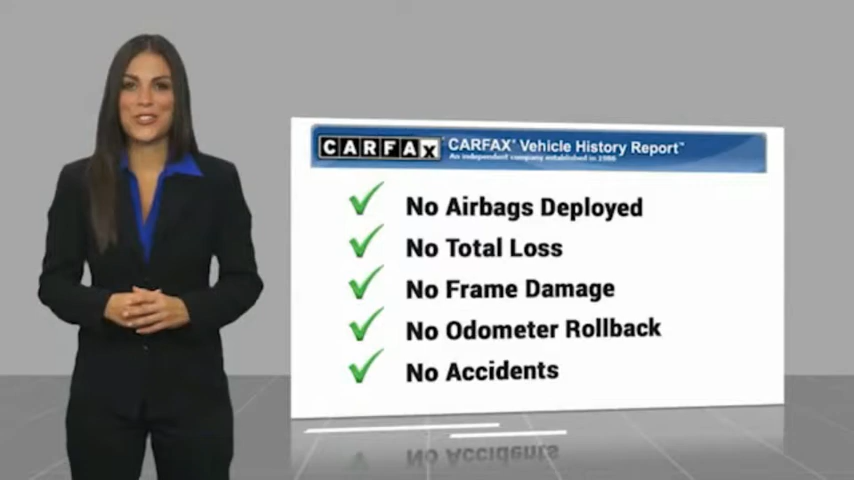 CARFAX CARFAX® Vehicle History Report™
An independent company established in 1986
No Airbags Deployed
No Total Loss
No Frame Damage
No Odometer Rollback
No Accidents